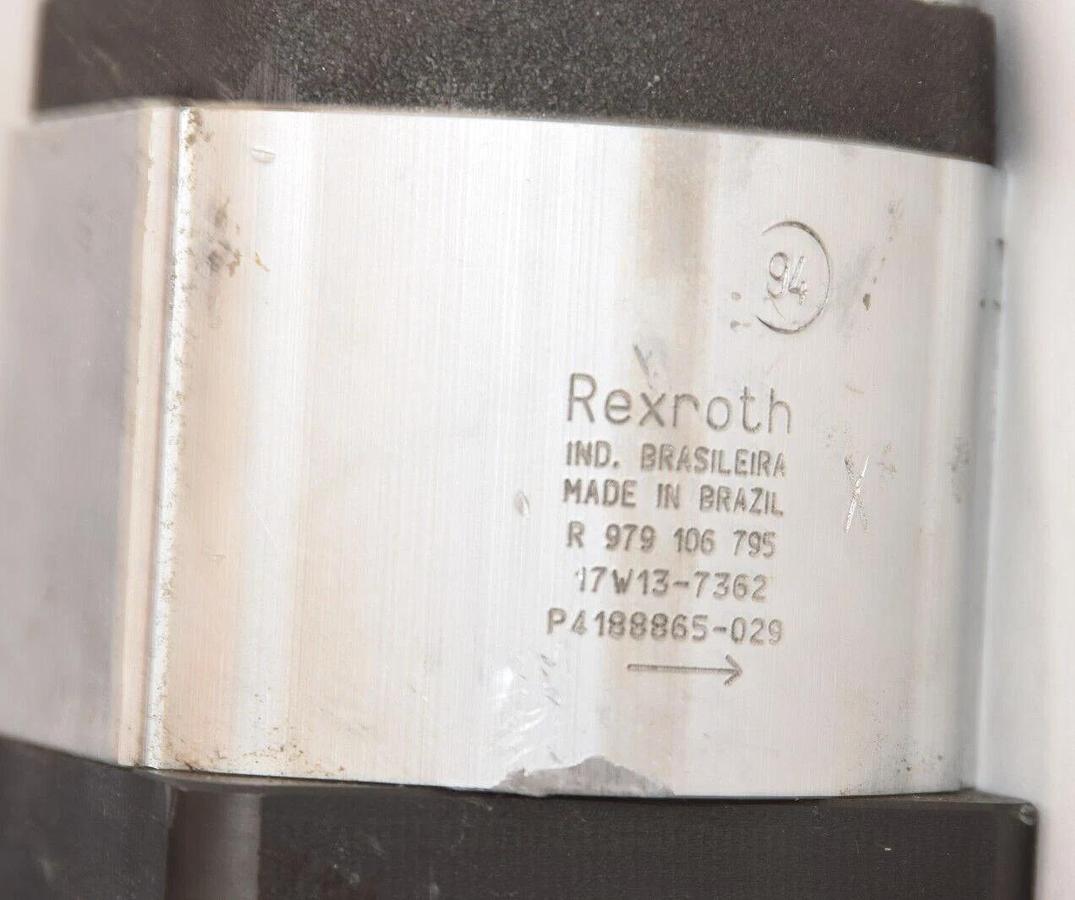 94
Rexroth
IND. BRASILEIRA
MADE IN BRAZIL
R 979 106 795
17W13-7362
P4188865-029